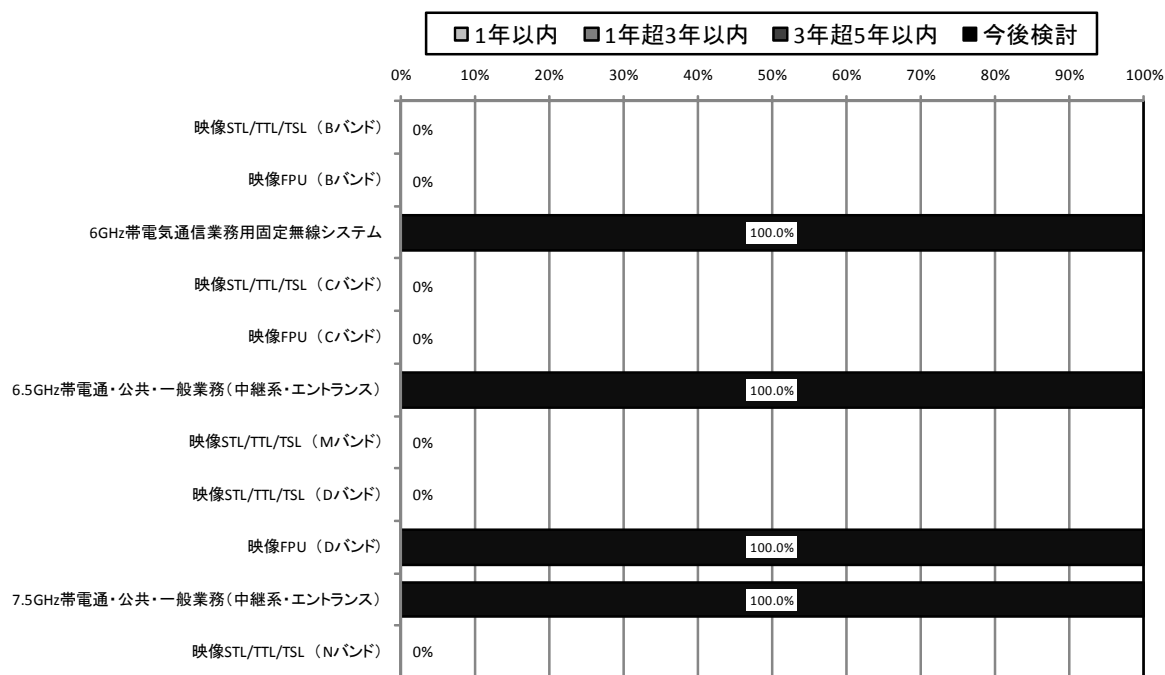 1年以内 1年超3年以内 3年超5年以内 今後検討
0% 10% 20% 30% 40% 50% 60% 70% 80% 90% 100%
映像STL/TTL/TSL（Bバンド） 0%
映像FPU（Bバンド） 0%
6GHz帯電気通信業務用固定無線システム 100.0%
映像STL/TTL/TSL（Cバンド） 0%
映像FPU（Cバンド） 0%
6.5GHz帯電通・公共・一般業務（中継系・エントランス） 100.0%
映像STL/TTL/TSL（Mバンド） 0%
映像STL/TTL/TSL（Dバンド） 0%
映像FPU（Dバンド） 100.0%
7.5GHz帯電通・公共・一般業務（中継系・エントランス） 100.0%
映像STL/TTL/TSL（Nバンド） 0%